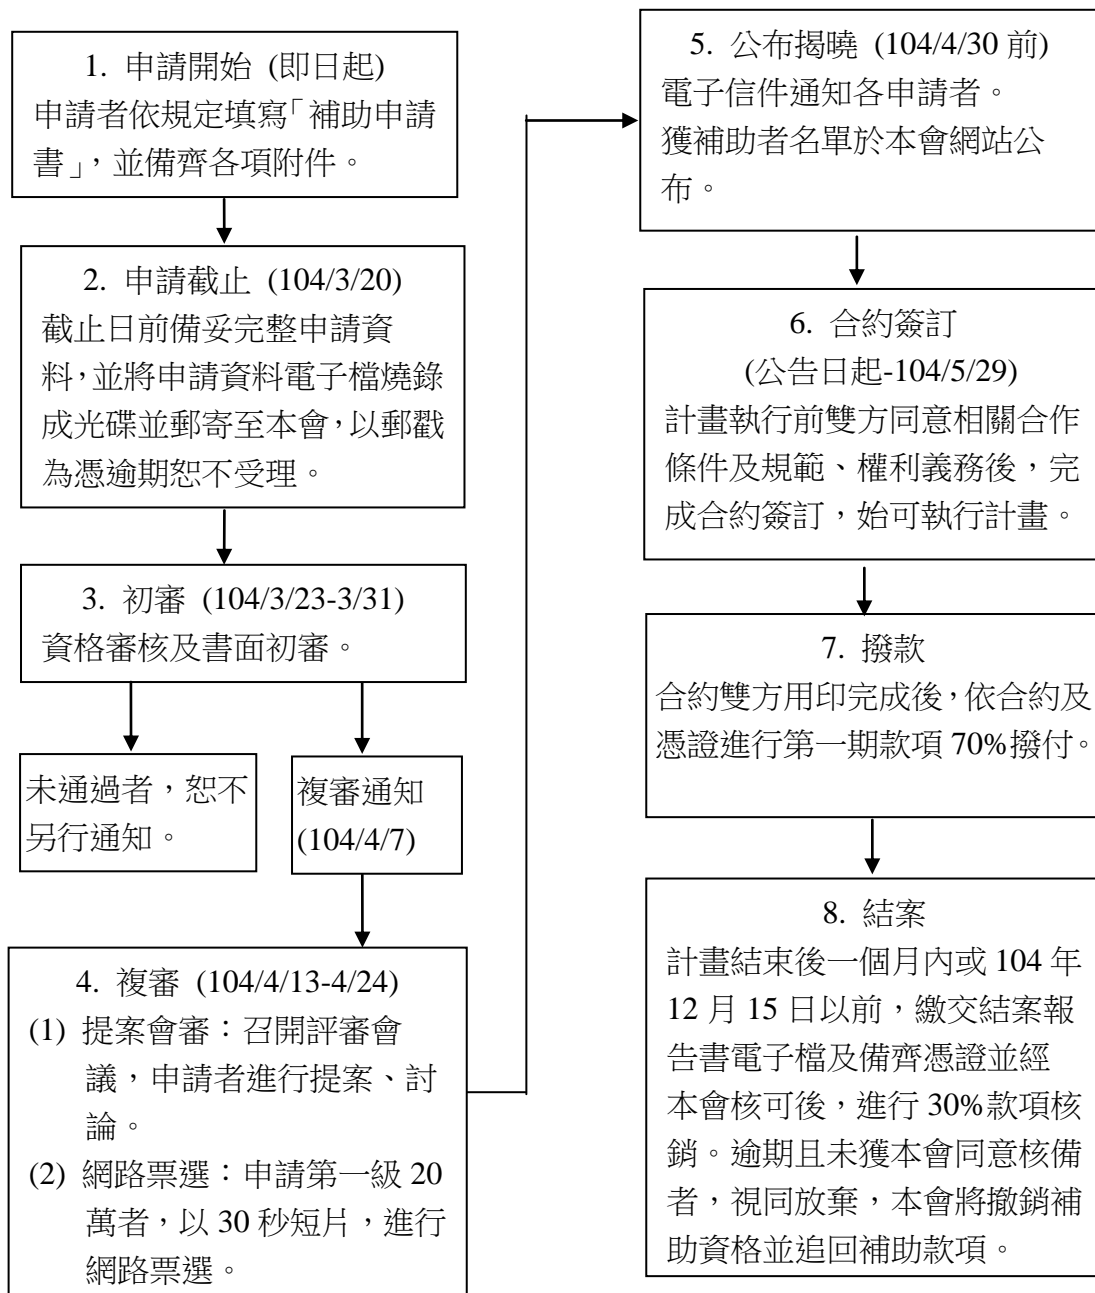 1. 申請開始 (即日起)
申請者依規定填寫「補助申請
書」，並備齊各項附件。
2. 申請截止 (104/3/20)
截止日前備妥完整申請資
料，並將申請資料電子檔燒錄
成光碟並郵寄至本會，以郵戳
為憑逾期恕不受理。
3. 初審 (104/3/23-3/31)
資格審核及書面初審。
未通過者，恕不
另行通知。
複審通知
(104/4/7)
4. 複審 (104/4/13-4/24)
(1) 提案會審：召開評審會
議，申請者進行提案、討
論。
(2) 網路票選：申請第一級 20
萬者，以 30 秒短片，進行
網路票選。
5. 公布揭曉 (104/4/30 前)
電子信件通知各申請者。
獲補助者名單於本會網站公
布。
6. 合約簽訂
(公告日起-104/5/29)
計畫執行前雙方同意相關合作
條件及規範、權利義務後，完
成合約簽訂，始可執行計畫。
7. 撥款
合約雙方用印完成後，依合約及
憑證進行第一期款項 70%撥付。
8. 結案
計畫結束後一個月內或 104 年
12 月 15 日以前，繳交結案報
告書電子檔及備齊憑證並經
本會核可後，進行 30%款項核
銷。逾期且未獲本會同意核備
者，視同放棄，本會將撤銷補
助資格並追回補助款項。